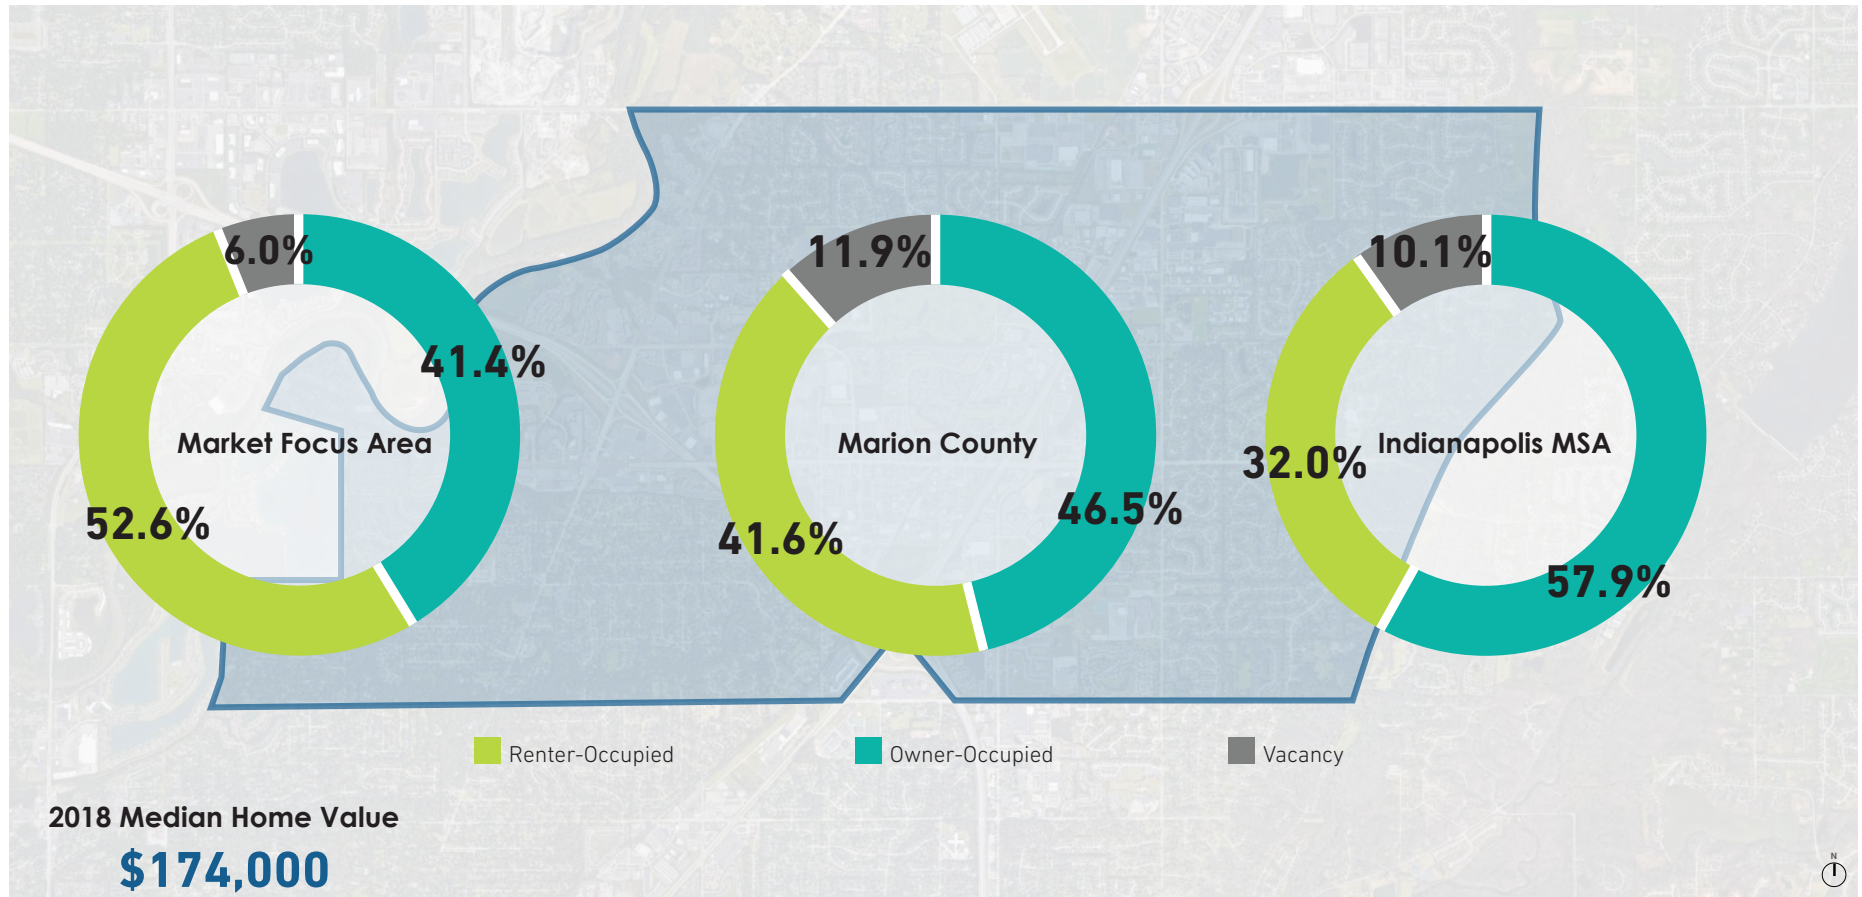 6.0%
11.9%
10.1%
41.4%
Market Focus Area
Marion County
Indianapolis MSA
32.0%
52.6%
46.5%
41.6%
57.9%
Renter-Occupied
Owner-Occupied
Vacancy
2018 Median Home Value
$174,000
N